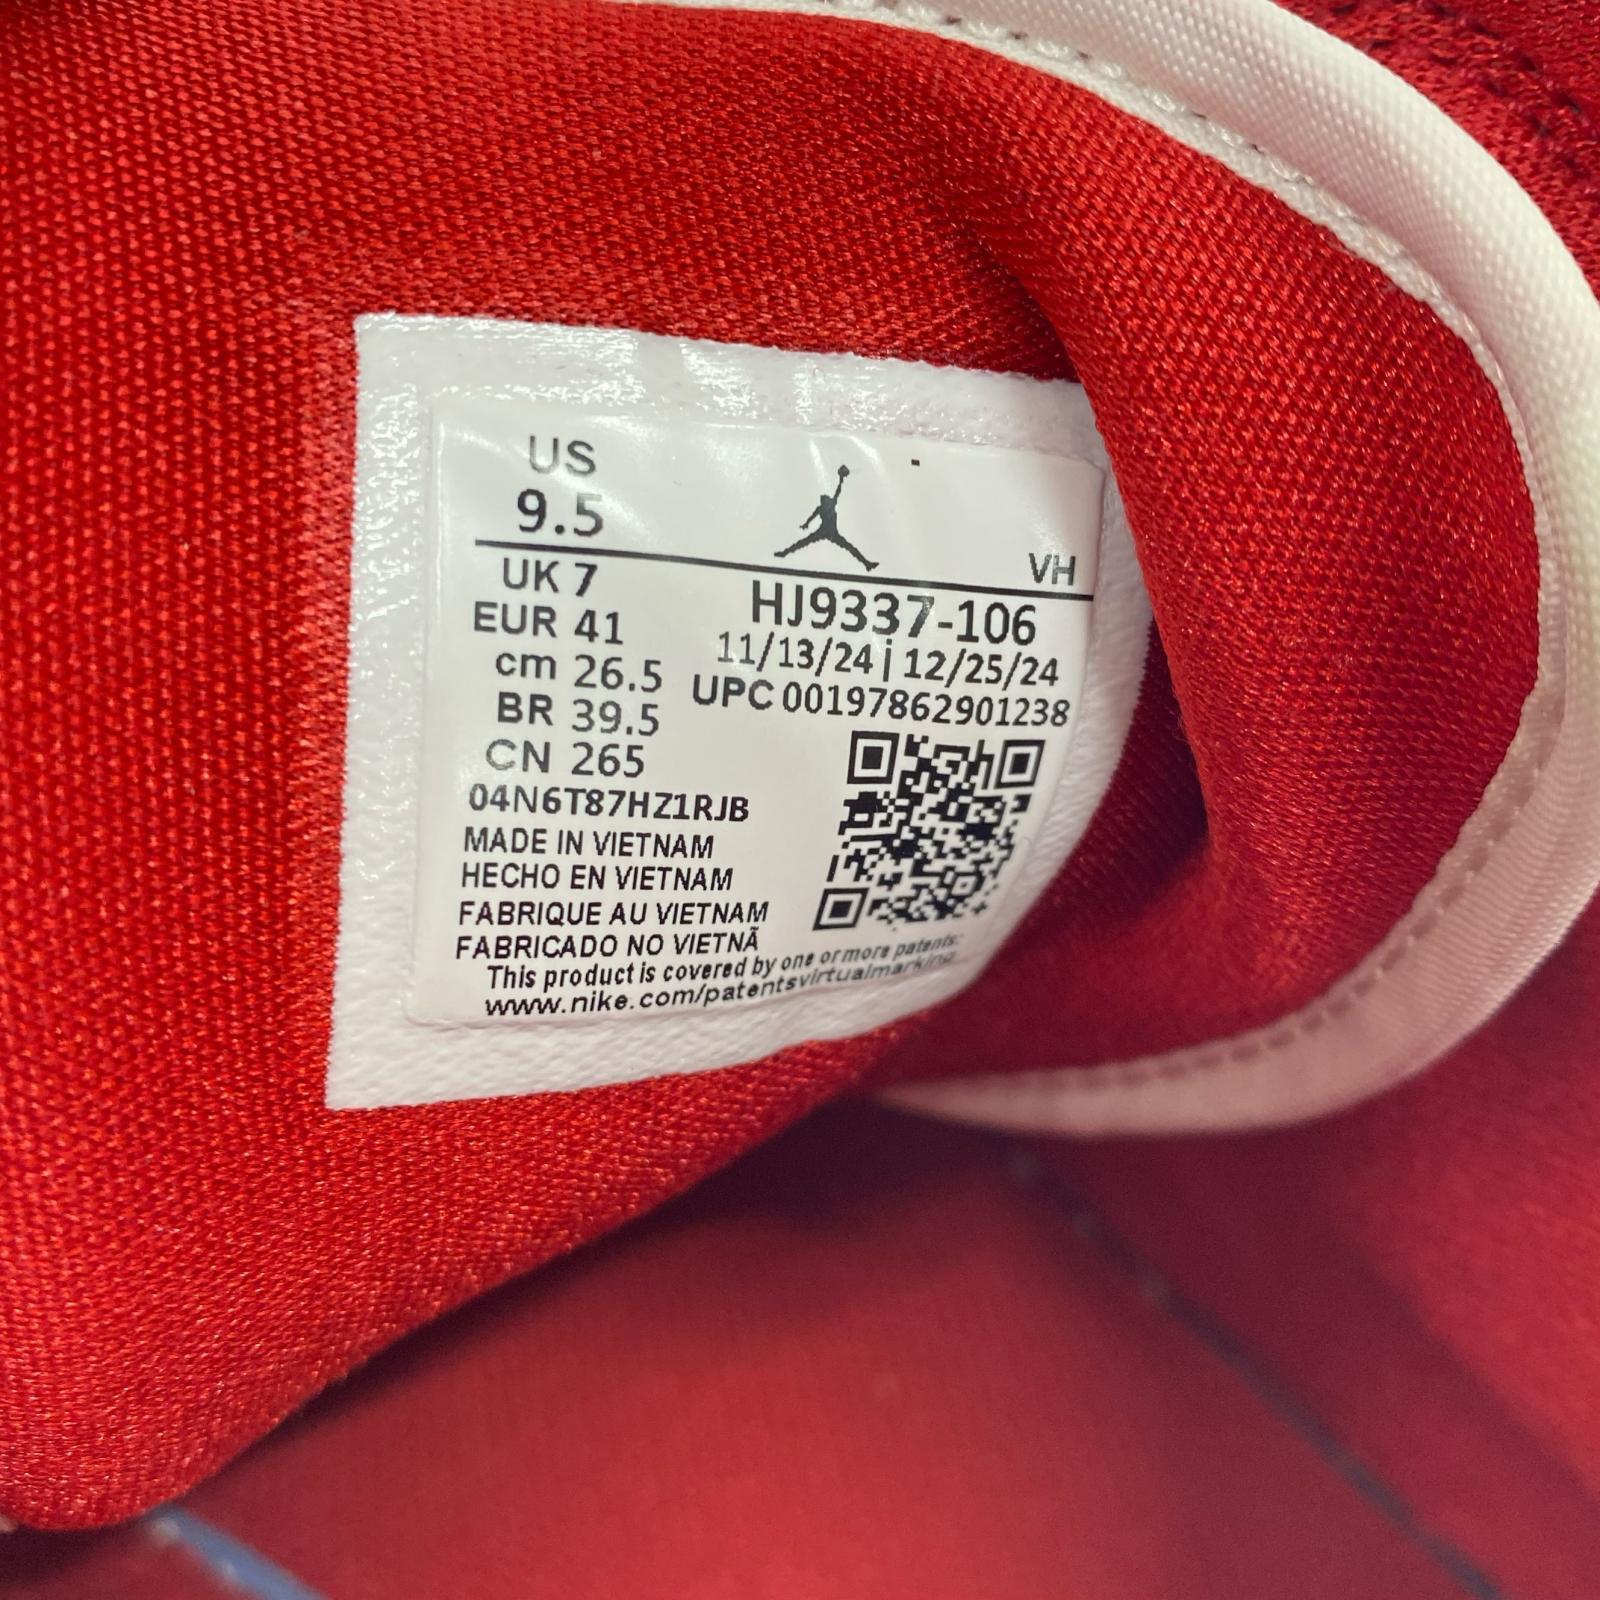 US
9.5
VH
UK 7
HJ9337-106
EUR 41
11/13/24 | 12/25/24
cm 26.5
UPC 00197862901238
BR 39.5
CN 265
04N6T87HZ1RJB
MADE IN VIETNAM
HECHO EN VIETNAM
FABRIQUE AU VIETNAM
FABRICADO NO VIETNÃ
This product is covered by one or more patents:
www.nike.com/patentsvirtualmarking